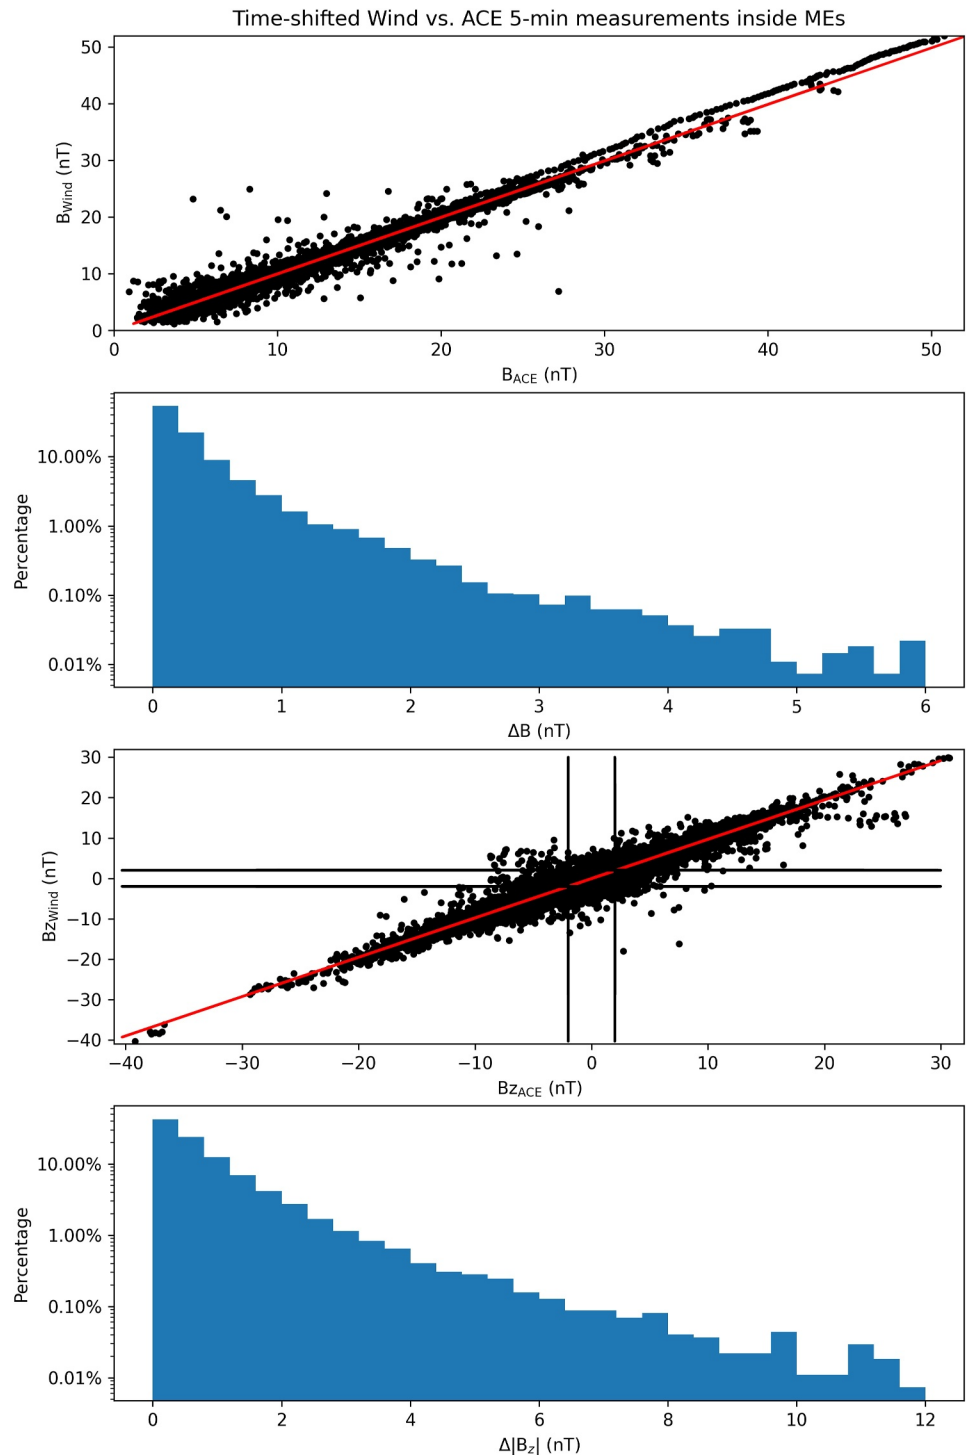 Time-shifted Wind vs. ACE 5-min measurements inside MEs
50
40
30
20
10
0
B_Wind (nT)
0 10 20 30 40 50
B_ACE (nT)
10.00%
1.00%
0.10%
0.01%
Percentage
0 1 2 3 4 5 6
ΔB (nT)
30
20
10
0
−10
−20
−30
−40
Bz_Wind (nT)
−40 −30 −20 −10 0 10 20 30
Bz_ACE (nT)
10.00%
1.00%
0.10%
0.01%
Percentage
0 2 4 6 8 10 12
Δ|B_z| (nT)